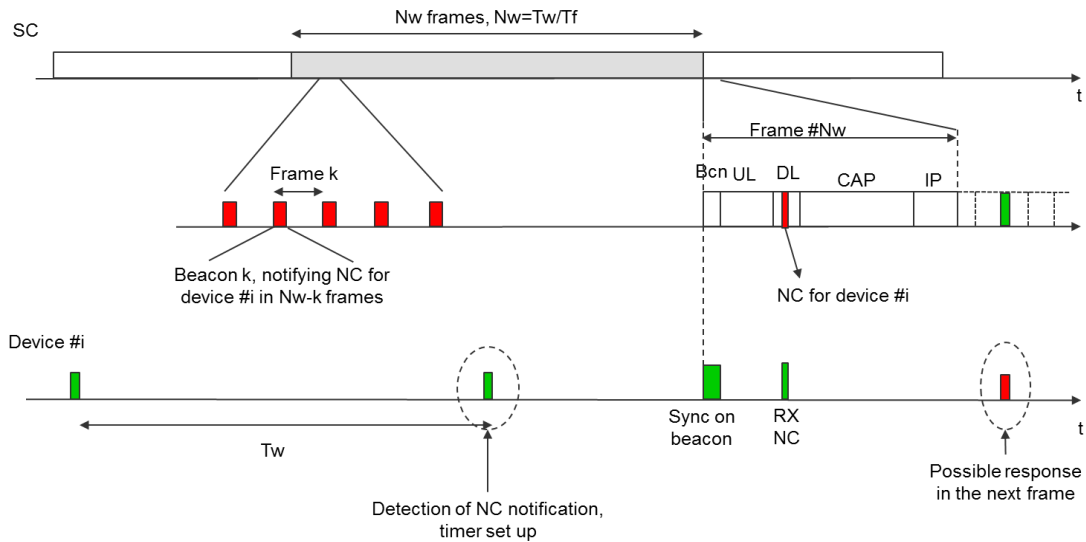 Nw frames, Nw=Tw/Tf
SC
t
Frame #Nw
Frame k
Bcn UL DL CAP IP
Beacon k, notifying NC for
device #i in Nw-k frames
NC for device #i
Device #i
Sync on
beacon
RX
NC
t
Tw
Possible response
in the next frame
Detection of NC notification,
timer set up